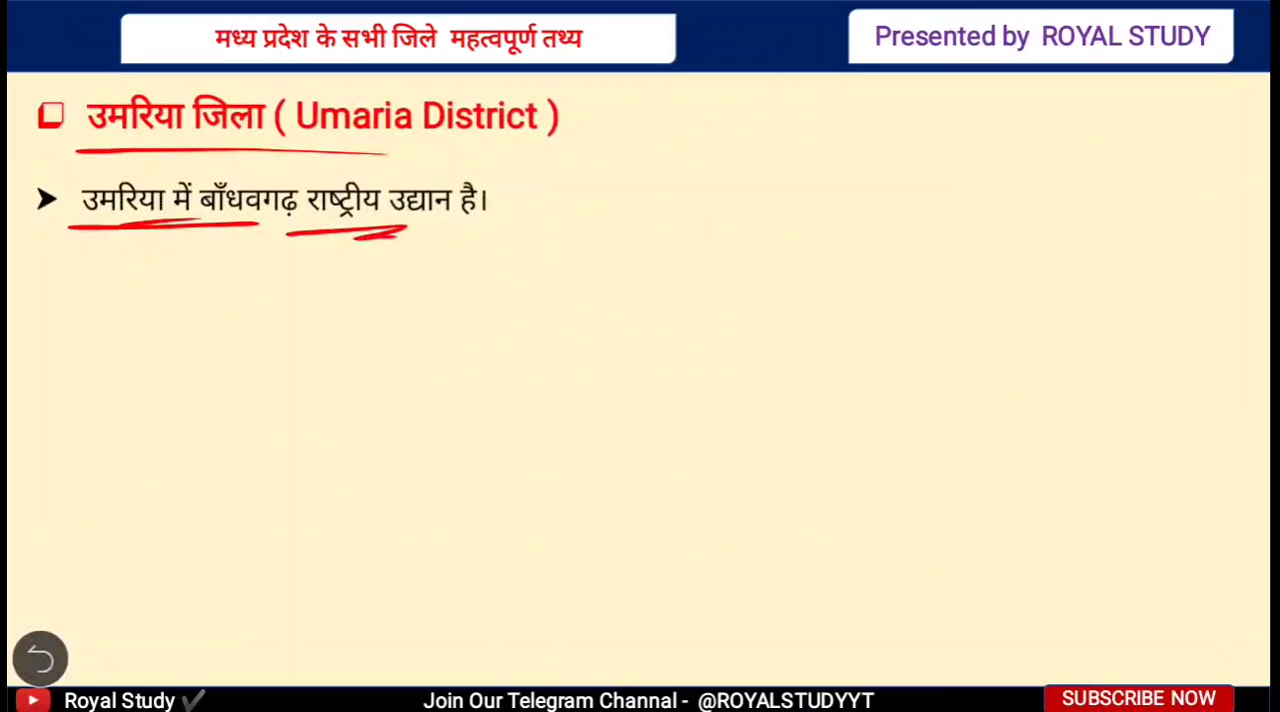 मध्य प्रदेश के सभी जिले महत्वपूर्ण तथ्य
Presented by ROYAL STUDY
उमरिया जिला ( Umaria District )
उमरिया में बाँधवगढ़ राष्ट्रीय उद्यान है।
Royal Study
Join Our Telegram Channal - @ROYALSTUDYYT
SUBSCRIBE NOW